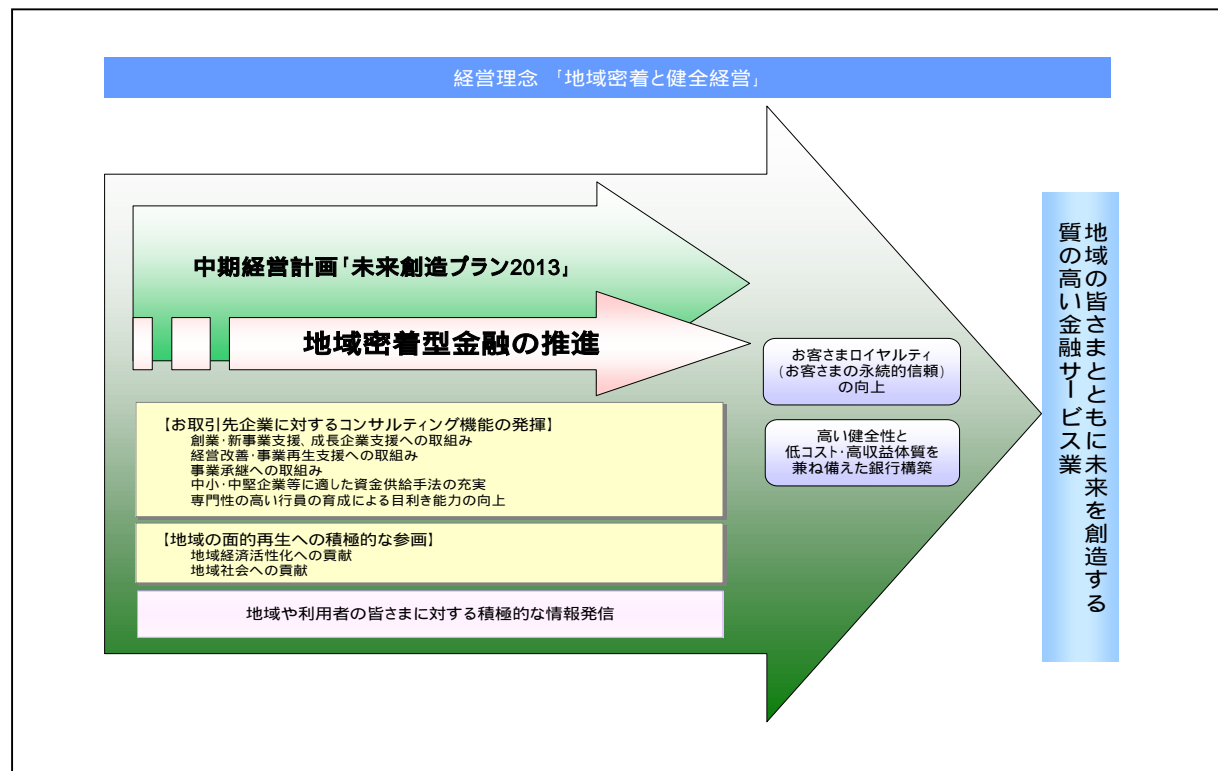 経営理念 「地域密着と健全経営」
中期経営計画「未来創造プラン2013」
地域密着型金融の推進
【お取引先企業に対するコンサルティング機能の発揮】
創業・新事業支援、成長企業支援への取組み
経営改善・事業再生支援への取組み
事業承継への取組み
中小・中堅企業等に適した資金供給手法の充実
専門性の高い行員の育成による目利き能力の向上
【地域の面的再生への積極的な参画】
地域経済活性化への貢献
地域社会への貢献
地域や利用者の皆さまに対する積極的な情報発信
お客さまロイヤルティ
(お客さまの永続的信頼)
の向上
高い健全性と
低コスト・高収益体質を
兼ね備えた銀行構築
地域の皆さまとともに未来を創造する
質の高い金融サービス業